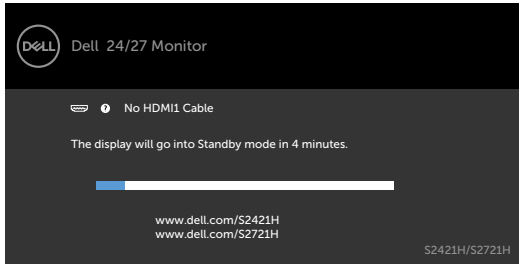 DELL
Dell 24/27 Monitor
? No HDMI1 Cable
The display will go into Standby mode in 4 minutes.
www.dell.com/S2421H
www.dell.com/S2721H
S2421H/S2721H